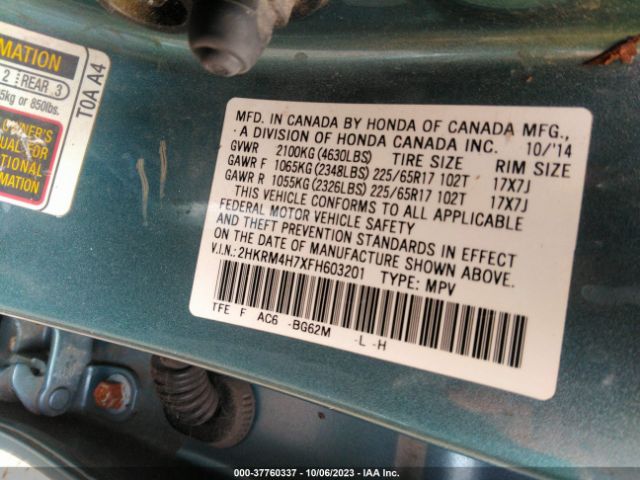 MATION
2 REAR 3
5kg or 850lbs.
OWNER'S
UAL FOR
TIONAL
RMATION
T0A A4
MFD. IN CANADA BY HONDA OF CANADA MFG.,
A DIVISION OF HONDA CANADA INC. 10/'14
GVWR 2100KG (4630LBS) TIRE SIZE RIM SIZE
GAWR F 1065KG (2348LBS) 225/65R17 102T 17X7J
GAWR R 1055KG (2326LBS) 225/65R17 102T 17X7J
THIS VEHICLE CONFORMS TO ALL APPLICABLE
FEDERAL MOTOR VEHICLE SAFETY
AND THEFT PREVENTION STANDARDS IN EFFECT
ON THE DATE OF MANUFACTURE SHOWN ABOVE.
V.I.N.: 2HKRM4H7XFH603201 TYPE: MPV
TFE F AC6 -BG62M -L -H
000-37760337 - 10/06/2023 - IAA Inc.